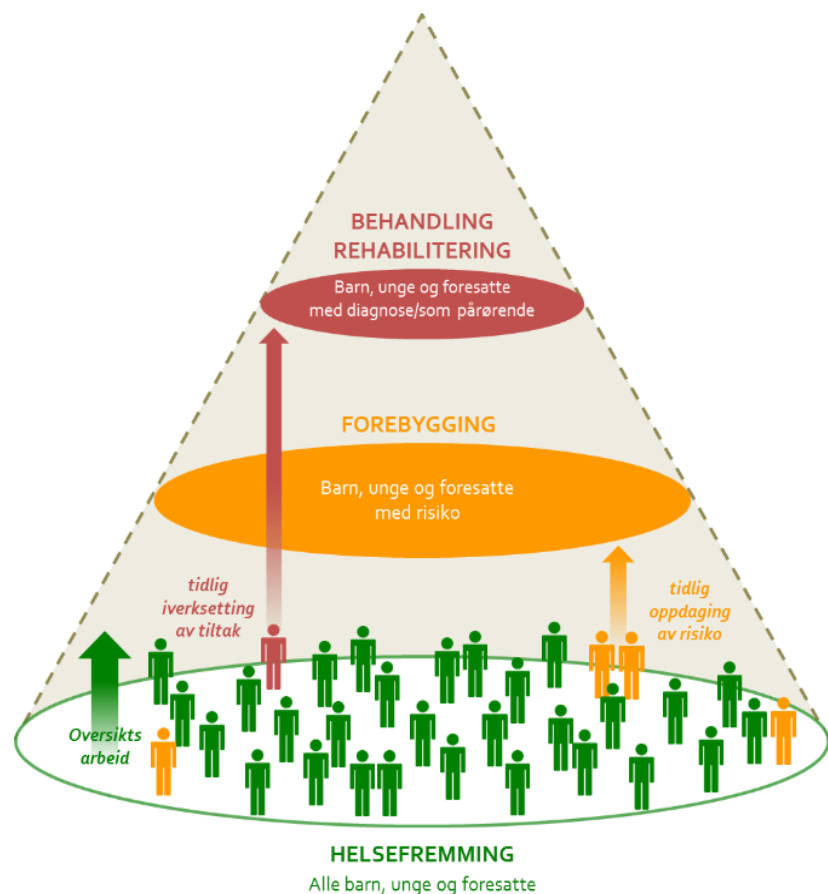 BEHANDLING
REHABILITERING
Barn, unge og foresatte
med diagnose/som pårørende
FOREBYGGING
Barn, unge og foresatte
med risiko
tidlig
iverksetting
av tiltak
tidlig
oppdaging
av risiko
Oversikts
arbeid
HELSEFREMMING
Alle barn, unge og foresatte